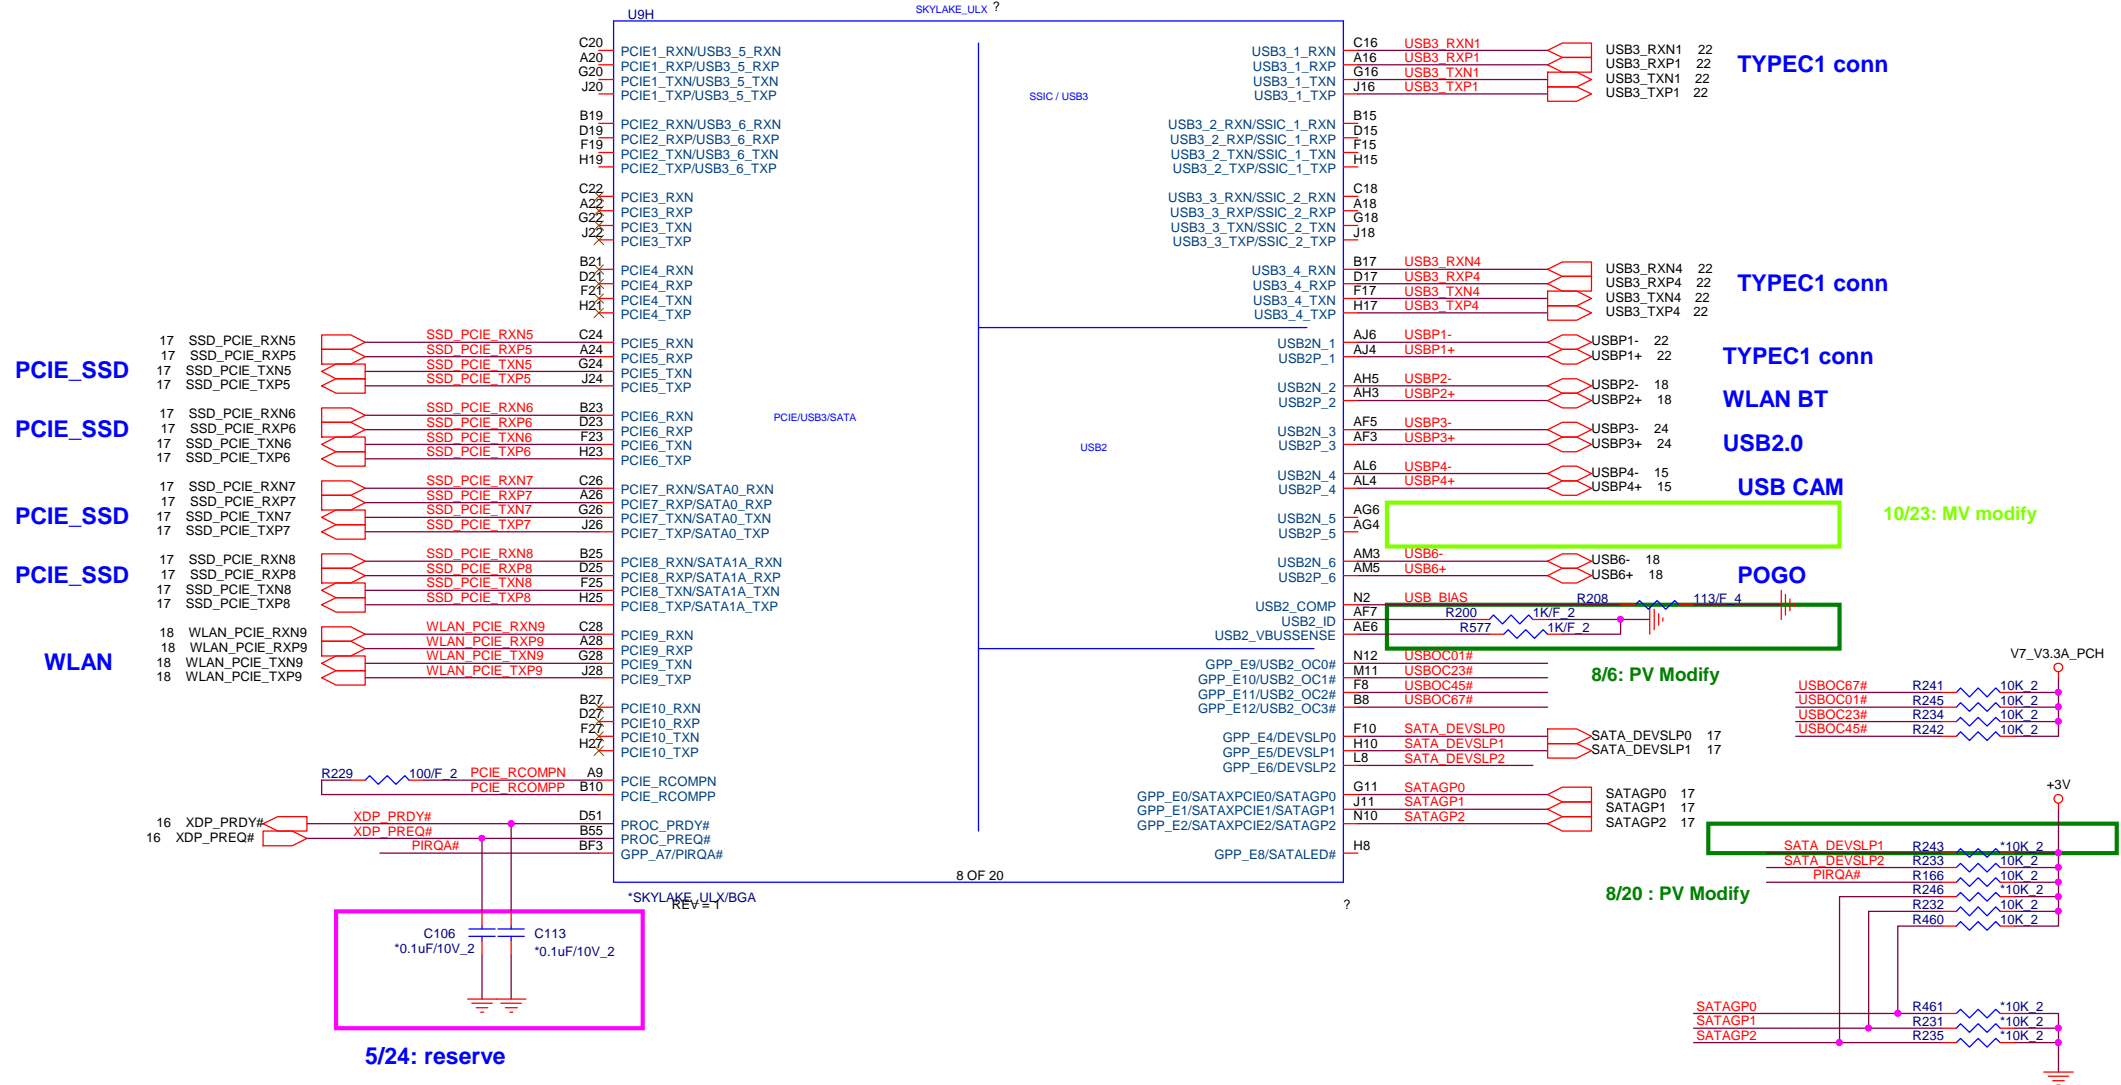 U9H
SKYLAKE_ULX ?
C20 PCIE1_RXN/USB3_5_RXN
A20 PCIE1_RXP/USB3_5_RXP
G20 PCIE1_TXN/USB3_5_TXN
J20 PCIE1_TXP/USB3_5_TXP
B19 PCIE2_RXN/USB3_6_RXN
D19 PCIE2_RXP/USB3_6_RXP
F19 PCIE2_TXN/USB3_6_TXN
H19 PCIE2_TXP/USB3_6_TXP
C22 PCIE3_RXN
A22 PCIE3_RXP
G22 PCIE3_TXN
J22 PCIE3_TXP
B21 PCIE4_RXN
D21 PCIE4_RXP
F21 PCIE4_TXN
H21 PCIE4_TXP
PCIE_SSD
17 SSD_PCIE_RXN5 SSD_PCIE_RXN5 C24 PCIE5_RXN
17 SSD_PCIE_RXP5 SSD_PCIE_RXP5 A24 PCIE5_RXP
17 SSD_PCIE_TXN5 SSD_PCIE_TXN5 G24 PCIE5_TXN
17 SSD_PCIE_TXP5 SSD_PCIE_TXP5 J24 PCIE5_TXP
PCIE_SSD
17 SSD_PCIE_RXN6 SSD_PCIE_RXN6 B23 PCIE6_RXN
17 SSD_PCIE_RXP6 SSD_PCIE_RXP6 D23 PCIE6_RXP
17 SSD_PCIE_TXN6 SSD_PCIE_TXN6 F23 PCIE6_TXN
17 SSD_PCIE_TXP6 SSD_PCIE_TXP6 H23 PCIE6_TXP
PCIE_SSD
17 SSD_PCIE_RXN7 SSD_PCIE_RXN7 C26 PCIE7_RXN/SATA0_RXN
17 SSD_PCIE_RXP7 SSD_PCIE_RXP7 A26 PCIE7_RXP/SATA0_RXP
17 SSD_PCIE_TXN7 SSD_PCIE_TXN7 G26 PCIE7_TXN/SATA0_TXN
17 SSD_PCIE_TXP7 SSD_PCIE_TXP7 J26 PCIE7_TXP/SATA0_TXP
PCIE_SSD
17 SSD_PCIE_RXN8 SSD_PCIE_RXN8 B25 PCIE8_RXN/SATA1A_RXN
17 SSD_PCIE_RXP8 SSD_PCIE_RXP8 D25 PCIE8_RXP/SATA1A_RXP
17 SSD_PCIE_TXN8 SSD_PCIE_TXN8 F25 PCIE8_TXN/SATA1A_TXN
17 SSD_PCIE_TXP8 SSD_PCIE_TXP8 H25 PCIE8_TXP/SATA1A_TXP
WLAN
18 WLAN_PCIE_RXN9 WLAN_PCIE_RXN9 C28 PCIE9_RXN
18 WLAN_PCIE_RXP9 WLAN_PCIE_RXP9 A28 PCIE9_RXP
18 WLAN_PCIE_TXN9 WLAN_PCIE_TXN9 G28 PCIE9_TXN
18 WLAN_PCIE_TXP9 WLAN_PCIE_TXP9 J28 PCIE9_TXP
B27 PCIE10_RXN
D27 PCIE10_RXP
F27 PCIE10_TXN
H27 PCIE10_TXP
R229 100/F_2 PCIE_RCOMPN A9 PCIE_RCOMPN
PCIE_RCOMPP B10 PCIE_RCOMPP
16 XDP_PRDY# XDP_PRDY# D51 PROC_PRDY#
16 XDP_PREQ# XDP_PREQ# B55 PROC_PREQ#
PIRQA# BF3 GPP_A7/PIRQA#
SSIC / USB3
PCIE/USB3/SATA
USB2
USB3_1_RXN C16 USB3_RXN1 USB3_RXN1 22
USB3_1_RXP A16 USB3_RXP1 USB3_RXP1 22
USB3_1_TXN G16 USB3_TXN1 USB3_TXN1 22
USB3_1_TXP J16 USB3_TXP1 USB3_TXP1 22
TYPEC1 conn
USB3_2_RXN/SSIC_1_RXN B15
USB3_2_RXP/SSIC_1_RXP D15
USB3_2_TXN/SSIC_1_TXN F15
USB3_2_TXP/SSIC_1_TXP H15
USB3_3_RXN/SSIC_2_RXN C18
USB3_3_RXP/SSIC_2_RXP A18
USB3_3_TXN/SSIC_2_TXN G18
USB3_3_TXP/SSIC_2_TXP J18
USB3_4_RXN B17 USB3_RXN4 USB3_RXN4 22
USB3_4_RXP D17 USB3_RXP4 USB3_RXP4 22
USB3_4_TXN F17 USB3_TXN4 USB3_TXN4 22
USB3_4_TXP H17 USB3_TXP4 USB3_TXP4 22
TYPEC1 conn
USB2N_1 AJ6 USBP1- USBP1- 22
USB2P_1 AJ4 USBP1+ USBP1+ 22
TYPEC1 conn
USB2N_2 AH5 USBP2- USBP2- 18
USB2P_2 AH3 USBP2+ USBP2+ 18
WLAN BT
USB2N_3 AF5 USBP3- USBP3- 24
USB2P_3 AF3 USBP3+ USBP3+ 24
USB2.0
USB2N_4 AL6 USBP4- USBP4- 15
USB2P_4 AL4 USBP4+ USBP4+ 15
USB CAM
USB2N_5 AG6
USB2P_5 AG4
10/23: MV modify
USB2N_6 AM3 USB6- USB6- 18
USB2P_6 AM5 USB6+ USB6+ 18
POGO
USB2_COMP N2 USB_BIAS R208 113/F_4
USB2_ID AF7 R200 1K/F_2
USB2_VBUSSENSE AE6 R577 1K/F_2
8/6: PV Modify
GPP_E9/USB2_OC0# N12 USBOC01#
GPP_E10/USB2_OC1# M11 USBOC23#
GPP_E11/USB2_OC2# F8 USBOC45#
GPP_E12/USB2_OC3# B8 USBOC67#
GPP_E4/DEVSLP0 F10 SATA_DEVSLP0 SATA_DEVSLP0 17
GPP_E5/DEVSLP1 H10 SATA_DEVSLP1 SATA_DEVSLP1 17
GPP_E6/DEVSLP2 L8 SATA_DEVSLP2
GPP_E0/SATAXPCIE0/SATAGP0 G11 SATAGP0 SATAGP0 17
GPP_E1/SATAXPCIE1/SATAGP1 J11 SATAGP1 SATAGP1 17
GPP_E2/SATAXPCIE2/SATAGP2 N10 SATAGP2 SATAGP2 17
GPP_E8/SATALED# H8
8 OF 20
*SKYLAKE_ULX/BGA
REV = 1
?
V7_V3.3A_PCH
USBOC67# R241 10K_2
USBOC01# R245 10K_2
USBOC23# R234 10K_2
USBOC45# R242 10K_2
+3V
SATA_DEVSLP1 R243 *10K_2
SATA_DEVSLP2 R233 10K_2
PIRQA# R166 10K_2
R246 *10K_2
R232 10K_2
R460 10K_2
8/20 : PV Modify
SATAGP0 R461 *10K_2
SATAGP1 R231 *10K_2
SATAGP2 R235 *10K_2
C106 C113
*0.1uF/10V_2 *0.1uF/10V_2
5/24: reserve